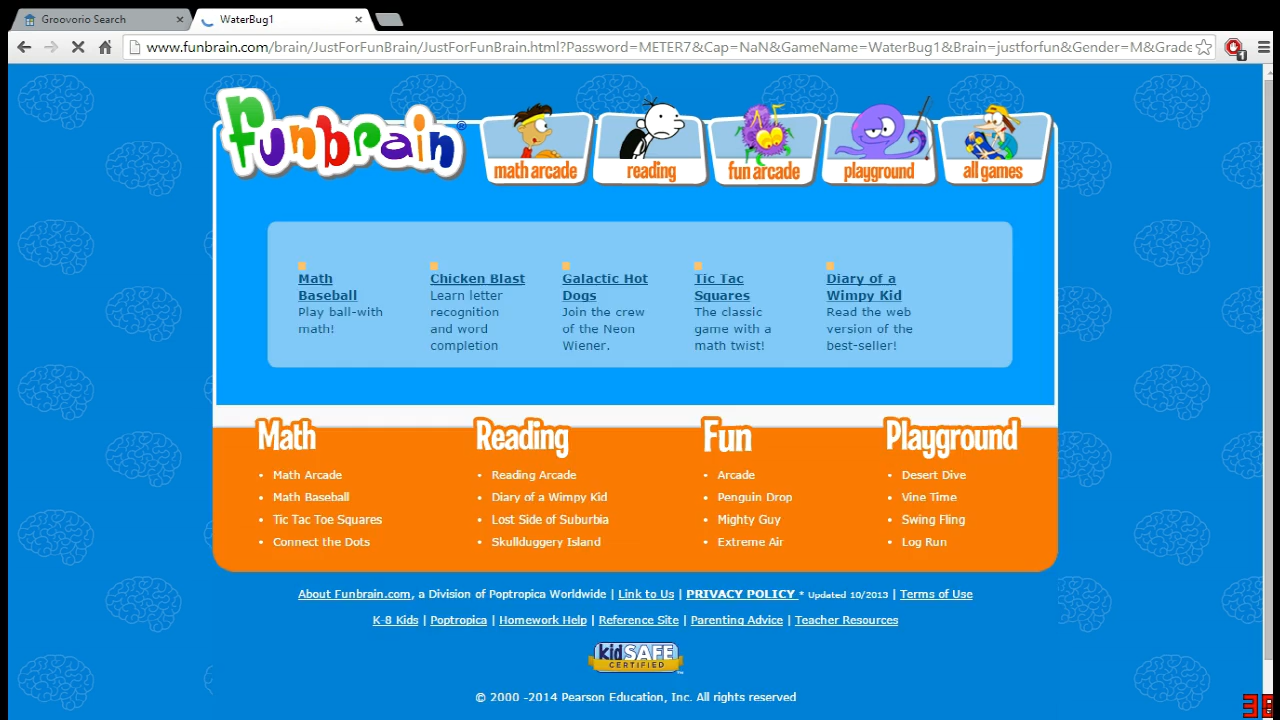 Groovorio Search
WaterBug1
www.funbrain.com/brain/JustForFunBrain/JustForFunBrain.html?Password=METER7&Cap=NaN&GameName=WaterBug1&Brain=justforfun&Gender=M&Grade
1
funbrain®
math arcade
reading
fun arcade
playground
all games
Math
Baseball
Play ball-with
math!
Chicken Blast
Learn letter
recognition
and word
completion
Galactic Hot
Dogs
Join the crew
of the Neon
Wiener.
Tic Tac
Squares
The classic
game with a
math twist!
Diary of a
Wimpy Kid
Read the web
version of the
best-seller!
Math
• Math Arcade
• Math Baseball
• Tic Tac Toe Squares
• Connect the Dots
Reading
• Reading Arcade
• Diary of a Wimpy Kid
• Lost Side of Suburbia
• Skullduggery Island
Fun
• Arcade
• Penguin Drop
• Mighty Guy
• Extreme Air
Playground
• Desert Dive
• Vine Time
• Swing Fling
• Log Run
About Funbrain.com, a Division of Poptropica Worldwide | Link to Us | PRIVACY POLICY * Updated 10/2013 | Terms of Use
K-8 Kids | Poptropica | Homework Help | Reference Site | Parenting Advice | Teacher Resources
kidSAFE
CERTIFIED
™
© 2000 -2014 Pearson Education, Inc. All rights reserved